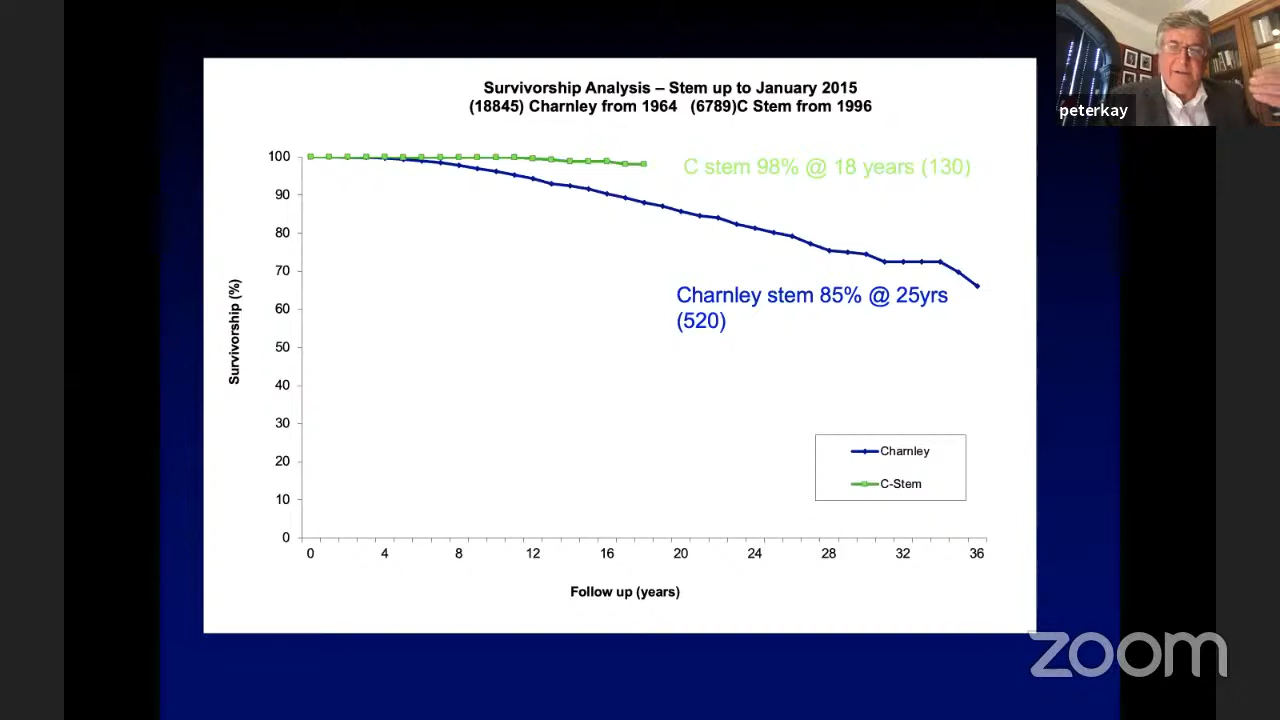 Survivorship Analysis – Stem up to January 2015
(18845) Charnley from 1964 (6789)C Stem from 1996
peterkay
100
90
80
70
60
50
40
30
20
10
0
Survivorship (%)
C stem 98% @ 18 years (130)
Charnley stem 85% @ 25yrs
(520)
Charnley
C-Stem
0 4 8 12 16 20 24 28 32 36
Follow up (years)
zoom